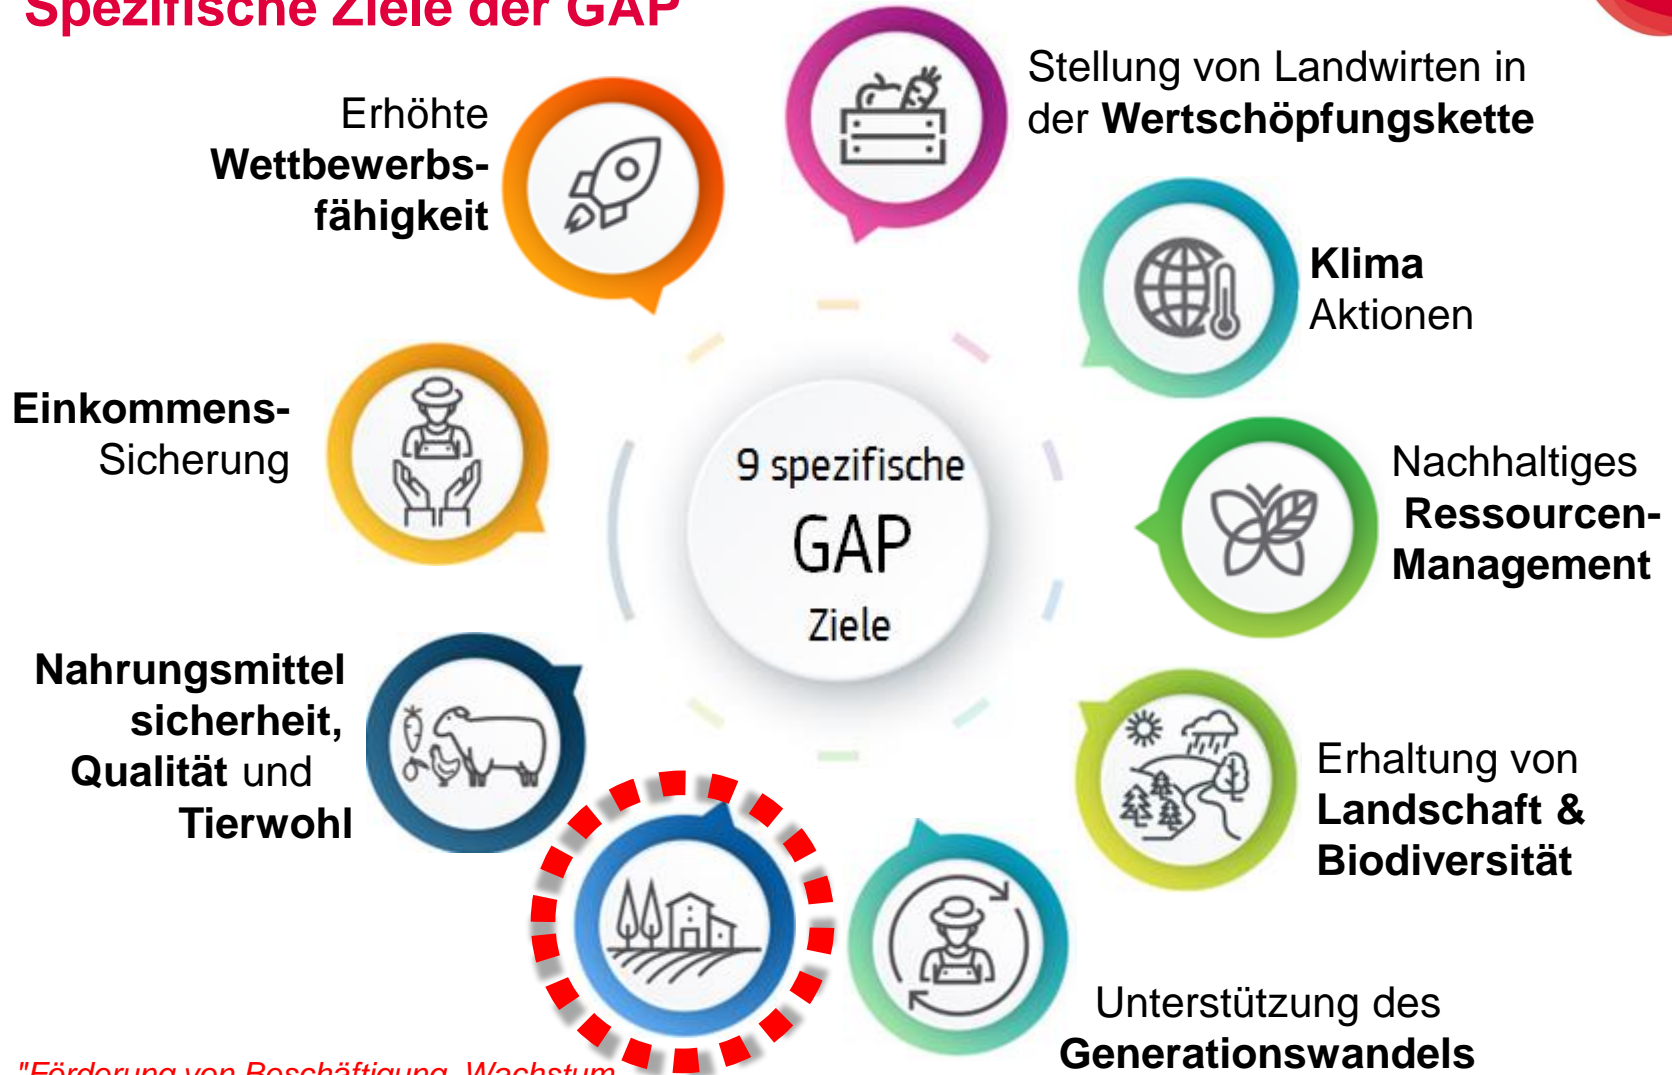 Spezifische Ziele der GAP
Stellung von Landwirten in
der Wertschöpfungskette
Erhöhte
Wettbewerbs-
fähigkeit
Klima
Aktionen
Einkommens-
Sicherung
9 spezifische
GAP
Ziele
Nachhaltiges
Ressourcen-
Management
Nahrungsmittel
sicherheit,
Qualität und
Tierwohl
Erhaltung von
Landschaft &
Biodiversität
Unterstützung des
Generationswandels
"Förderung von Beschäftigung, Wachstum